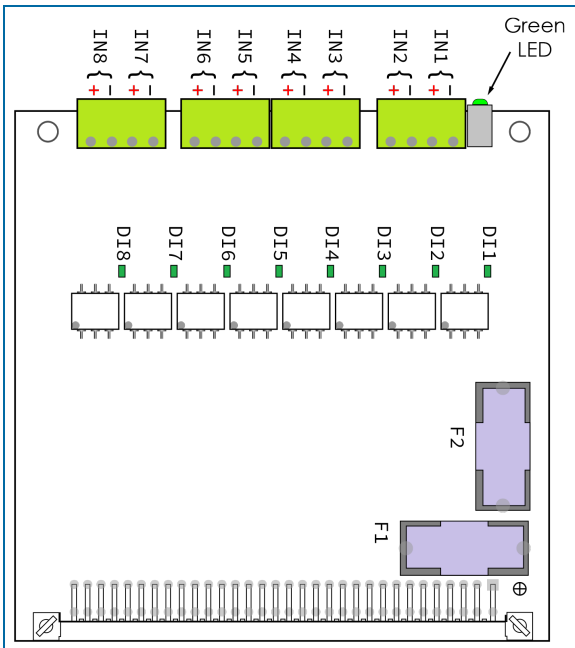 Green
LED
IN8 IN7 IN6 IN5 IN4 IN3 IN2 IN1
+ - + - + - + - + - + - + - + -
DI8 DI7 DI6 DI5 DI4 DI3 DI2 DI1
F2
F1